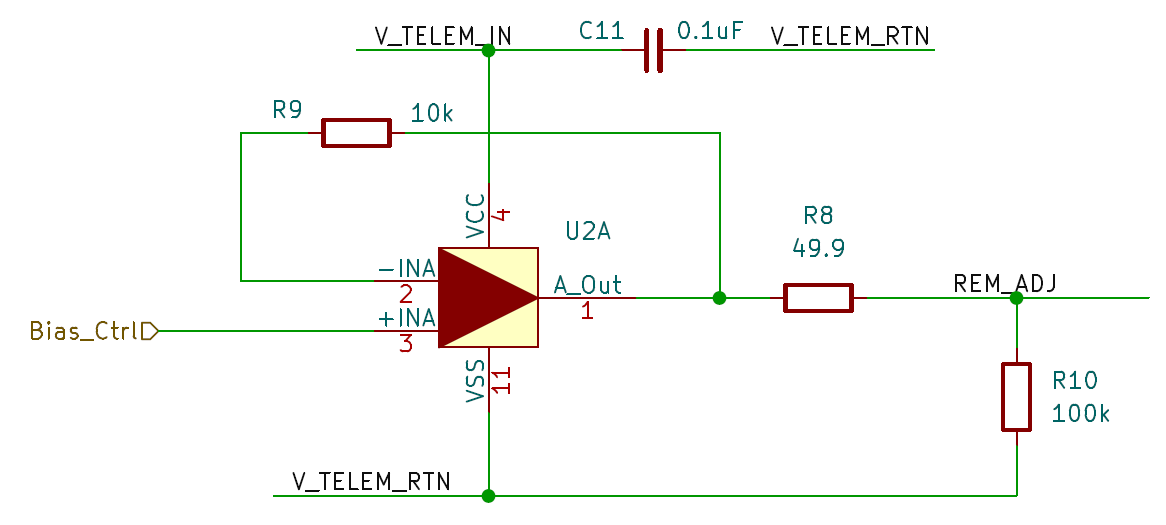 V_TELEM_IN
C11
0.1uF
V_TELEM_RTN
R9
10k
VCC
4
U2A
R8
49.9
-INA
2
A_Out
1
REM_ADJ
+INA
3
Bias_Ctrl
VSS
11
R10
100k
V_TELEM_RTN